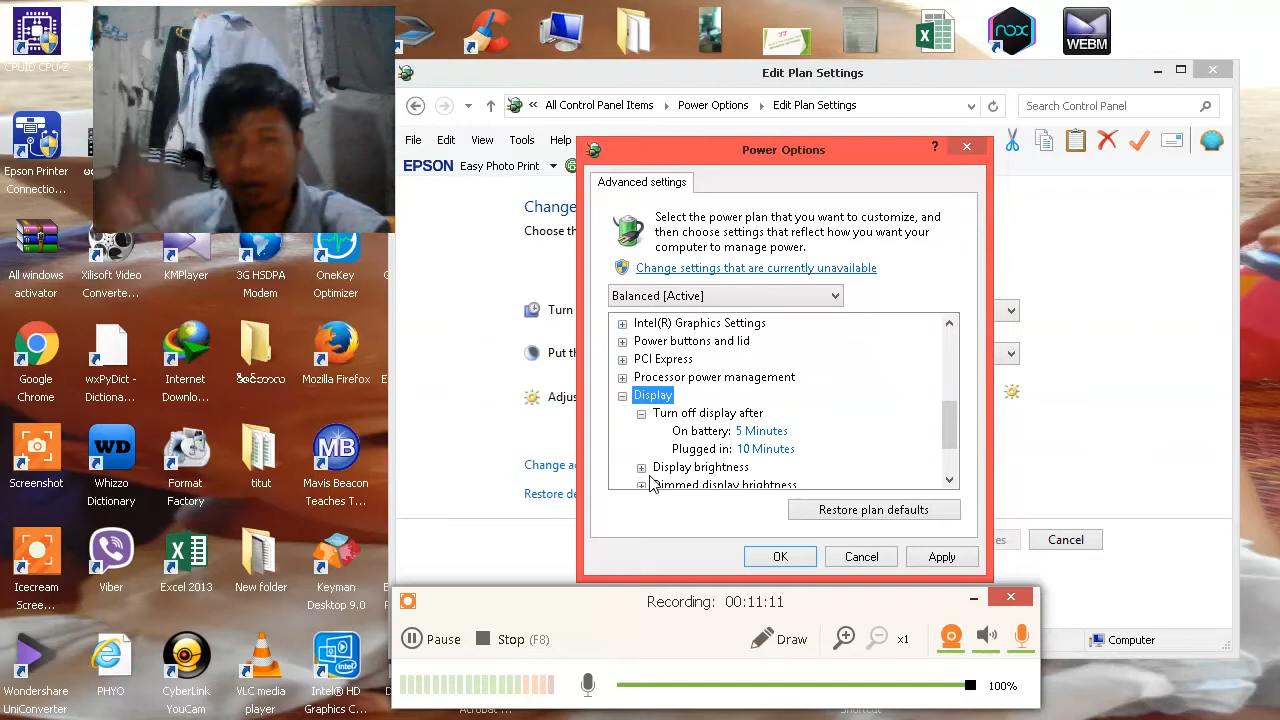 CPUID CPU-Z
Epson Printer
Connectio...
All windows
activator
Xilisoft Video
Converte...
KMPlayer
3G HSDPA
Modem
OneKey
Optimizer
Google
Chrome
wxPyDict -
Dictiona...
Internet
Downlo...
Mozilla Firefox
Screenshot
WD
Whizzo
Dictionary
Format
Factory
titut
MB
Mavis Beacon
Teaches T...
Icecream
Scree...
Viber
Excel 2013
New folder
Keyman
Desktop 9.0
Wondershare
UniConverter
PHYO
CyberLink
YouCam
VLC media
player
Intel® HD
Graphics C...
nox
WEBM
Edit Plan Settings
All Control Panel Items
Power Options
Edit Plan Settings
Search Control Panel
File Edit View Tools Help
EPSON Easy Photo Print
Change
Choose th
Turn
Put th
Adjus
Change ad
Restore de
Cancel
Computer
Power Options
Advanced settings
Select the power plan that you want to customize, and
then choose settings that reflect how you want your
computer to manage power.
Change settings that are currently unavailable
Balanced [Active]
Intel(R) Graphics Settings
Power buttons and lid
PCI Express
Processor power management
Display
Turn off display after
On battery: 5 Minutes
Plugged in: 10 Minutes
Display brightness
Dimmed display brightness
Restore plan defaults
OK Cancel Apply
Recording: 00:11:11
Pause Stop (F8) Draw x1
100%